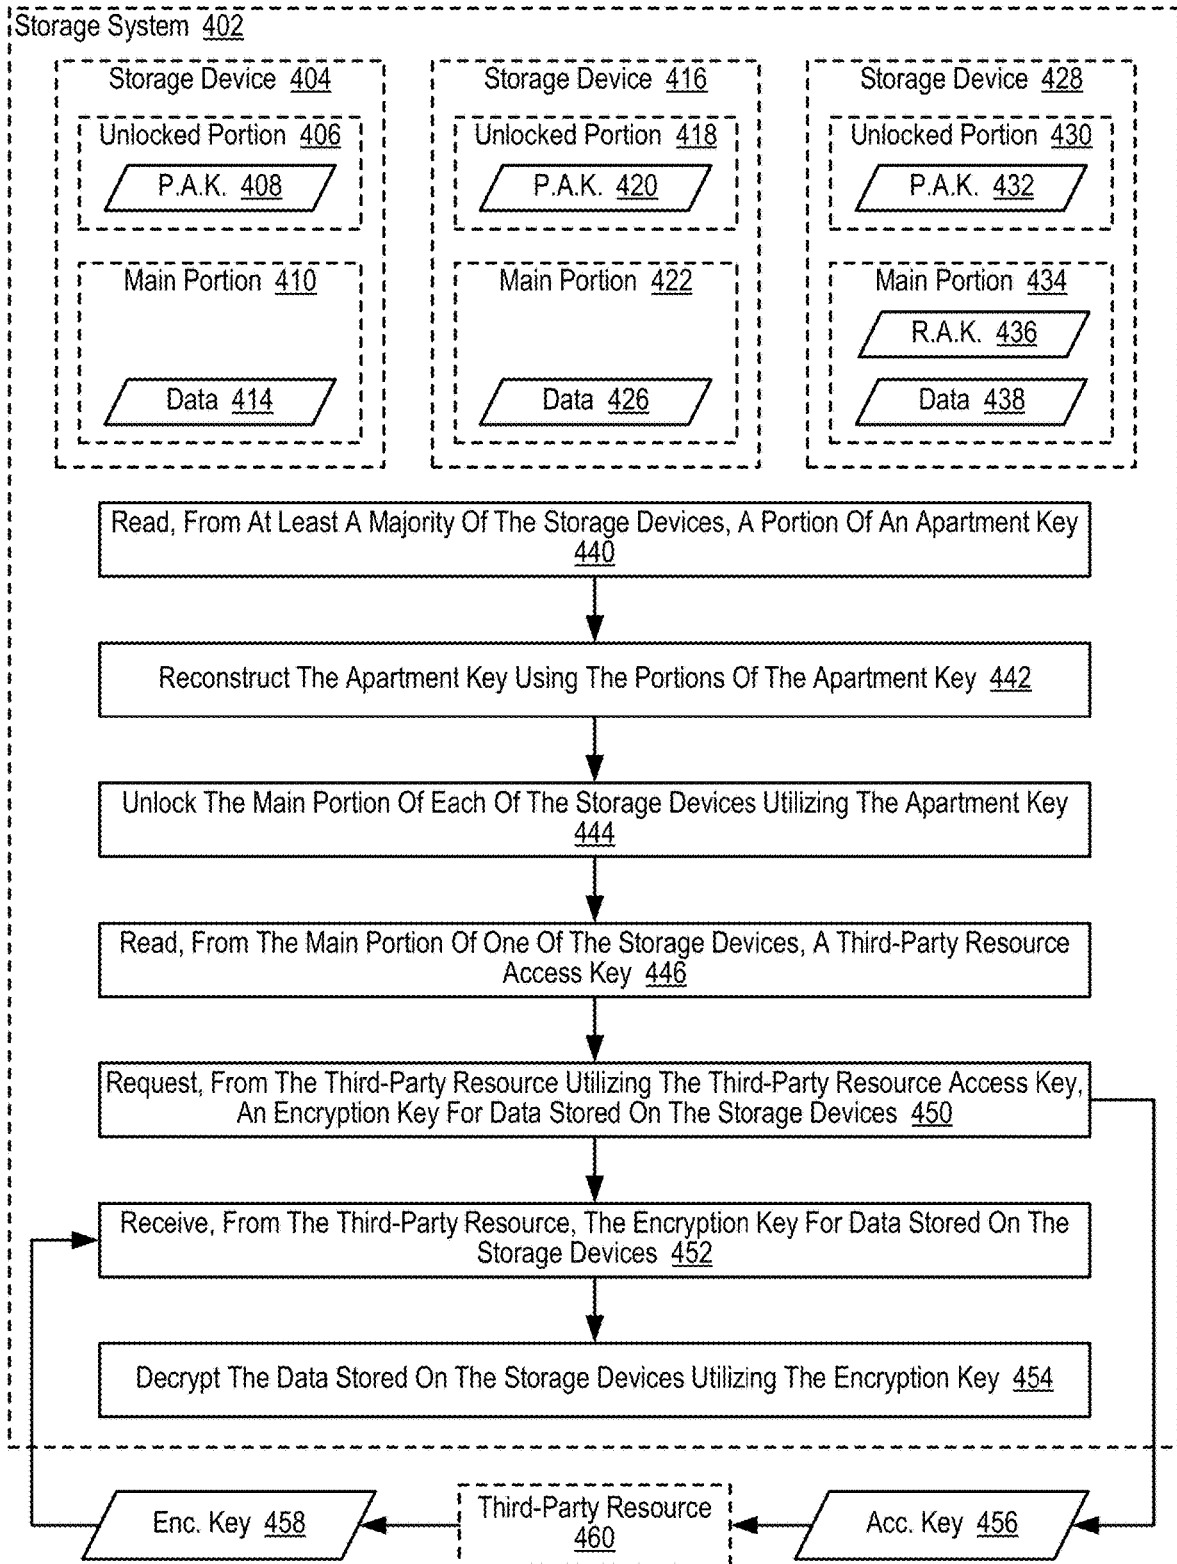 Storage System 402
Storage Device 404
Unlocked Portion 406
P.A.K. 408
Main Portion 410
Data 414
Storage Device 416
Unlocked Portion 418
P.A.K. 420
Main Portion 422
Data 426
Storage Device 428
Unlocked Portion 430
P.A.K. 432
Main Portion 434
R.A.K. 436
Data 438
Read, From At Least A Majority Of The Storage Devices, A Portion Of An Apartment Key
440
Reconstruct The Apartment Key Using The Portions Of The Apartment Key 442
Unlock The Main Portion Of Each Of The Storage Devices Utilizing The Apartment Key
444
Read, From The Main Portion Of One Of The Storage Devices, A Third-Party Resource
Access Key 446
Request, From The Third-Party Resource Utilizing The Third-Party Resource Access Key,
An Encryption Key For Data Stored On The Storage Devices 450
Receive, From The Third-Party Resource, The Encryption Key For Data Stored On The
Storage Devices 452
Decrypt The Data Stored On The Storage Devices Utilizing The Encryption Key 454
Enc. Key 458
Third-Party Resource
460
Acc. Key 456